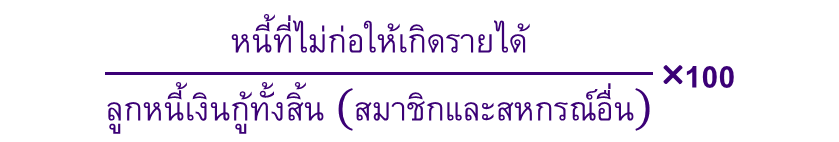 หนี้ที่ไม่ก่อให้เกิดรายได้
ลูกหนี้เงินกู้ทั้งสิ้น (สมาชิกและสหกรณ์อื่น) ×100